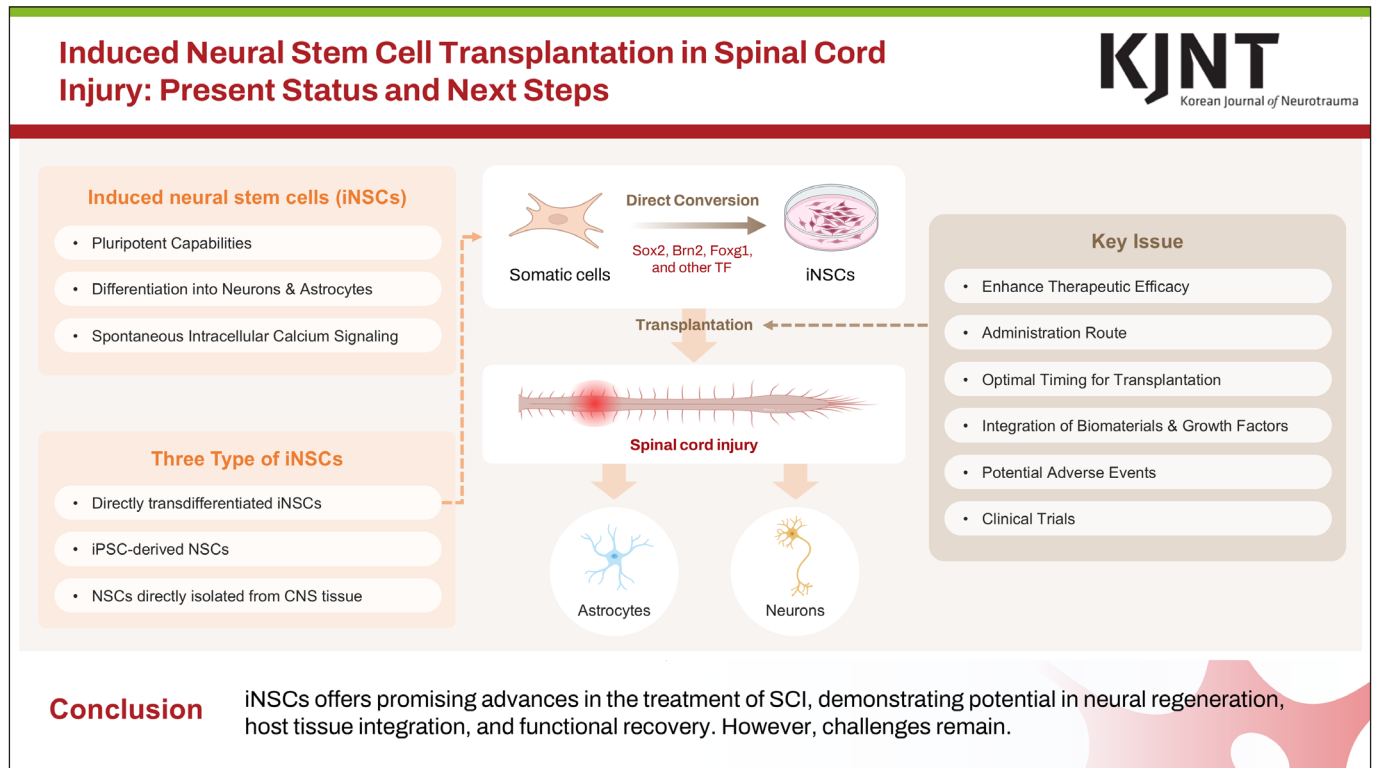 Induced Neural Stem Cell Transplantation in Spinal Cord
Injury: Present Status and Next Steps
KJNT
Korean Journal of Neurotrauma
Induced neural stem cells (iNSCs)
• Pluripotent Capabilities
• Differentiation into Neurons & Astrocytes
• Spontaneous Intracellular Calcium Signaling
Three Type of iNSCs
• Directly transdifferentiated iNSCs
• iPSC-derived NSCs
• NSCs directly isolated from CNS tissue
Somatic cells
Direct Conversion
Sox2, Brn2, Foxg1,
and other TF
iNSCs
Transplantation
Spinal cord injury
Astrocytes
Neurons
Key Issue
• Enhance Therapeutic Efficacy
• Administration Route
• Optimal Timing for Transplantation
• Integration of Biomaterials & Growth Factors
• Potential Adverse Events
• Clinical Trials
Conclusion
iNSCs offers promising advances in the treatment of SCI, demonstrating potential in neural regeneration,
host tissue integration, and functional recovery. However, challenges remain.